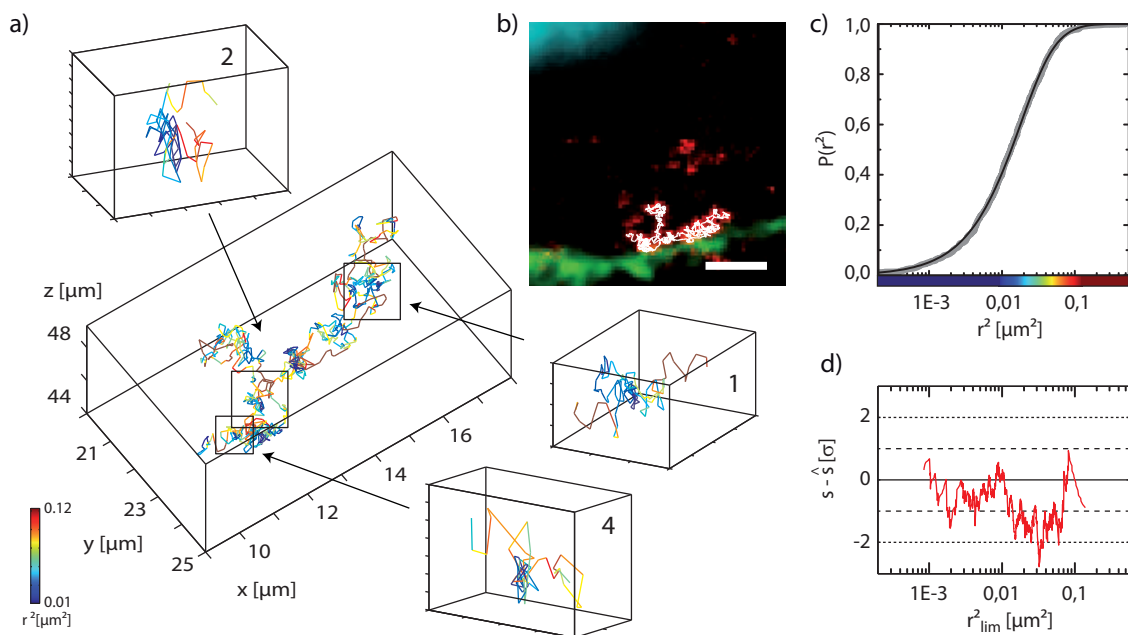 a)
2
z [µm]
48
46
44
21
23
25
y [µm]
10
12
14
16
x [µm]
0.12
0.01
r²[µm²]
1
4
b)
c)
1,0
0,8
0,6
0,4
0,2
0,0
P(r²)
1E-3
0,01
0,1
r² [µm²]
d)
2
1
0
-1
-2
s - ŝ [σ]
1E-3
0,01
0,1
r²lim [µm²]